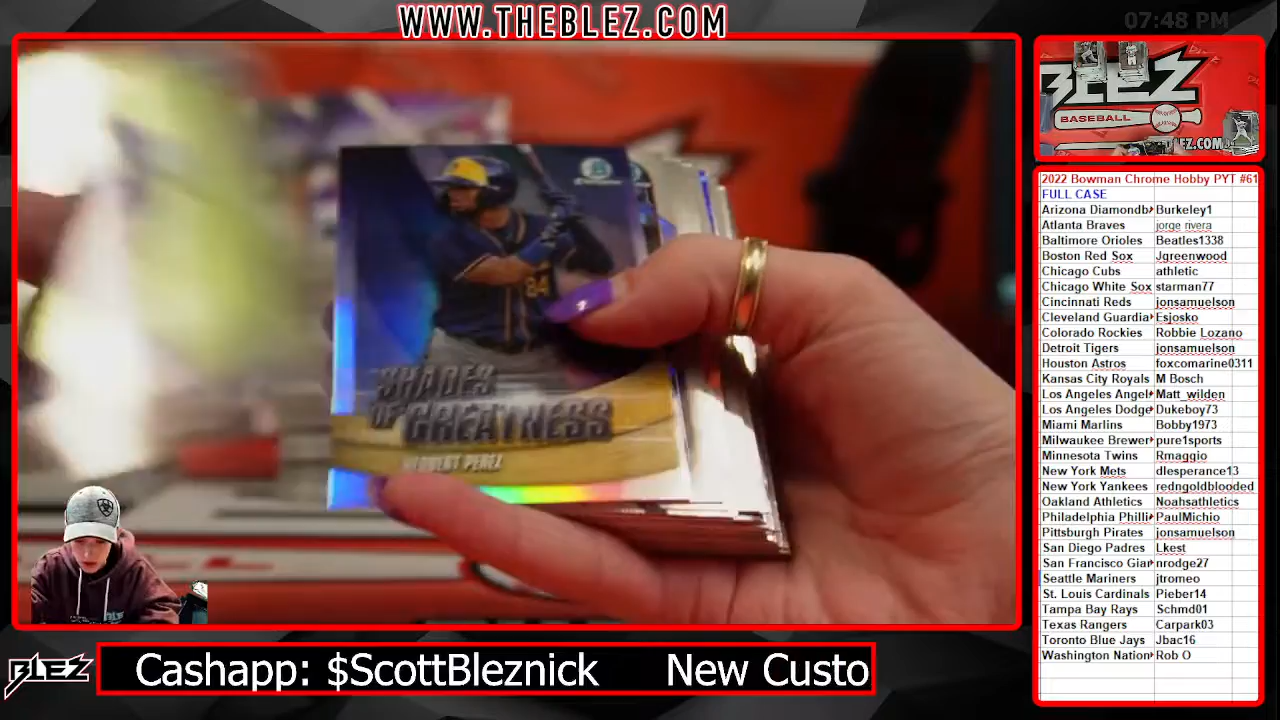 WWW.THEBLEZ.COM
07:48 PM
BLEZ
BASEBALL
EZ.COM
24
SHADES
OF GREATNESS
PEREZ
2022 Bowman Chrome Hobby PYT #61
FULL CASE
Arizona Diamondb Burkeley1
Atlanta Braves jorge rivera
Baltimore Orioles Beatles1338
Boston Red Sox Jgreenwood
Chicago Cubs athletic
Chicago White Sox starman77
Cincinnati Reds jonsamuelson
Cleveland Guardia Esjosko
Colorado Rockies Robbie Lozano
Detroit Tigers jonsamuelson
Houston Astros foxcomarine0311
Kansas City Royals M Bosch
Los Angeles Angel Matt_wilden
Los Angeles Dodge Dukeboy73
Miami Marlins Bobby1973
Milwaukee Brewer pure1sports
Minnesota Twins Rmaggio
New York Mets dlesperance13
New York Yankees redngoldblooded
Oakland Athletics Noahsathletics
Philadelphia Philli PaulMichio
Pittsburgh Pirates jonsamuelson
San Diego Padres Lkest
San Francisco Gian nrodge27
Seattle Mariners jtromeo
St. Louis Cardinals Pieber14
Tampa Bay Rays Schmd01
Texas Rangers Carpark03
Toronto Blue Jays Jbac16
Washington Nation Rob O
BLEZ
Cashapp: $ScottBleznick New Custo